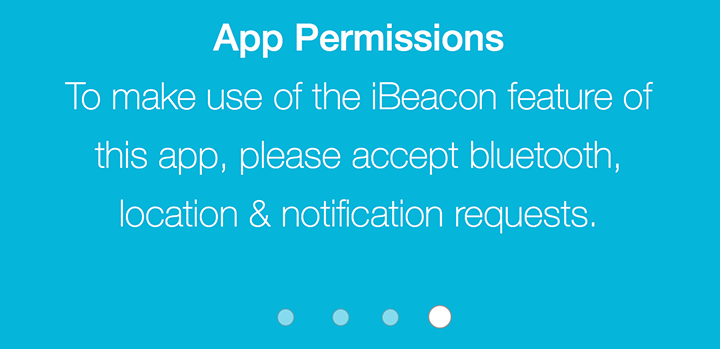 App Permissions
To make use of the iBeacon feature of
this app, please accept bluetooth,
location & notification requests.